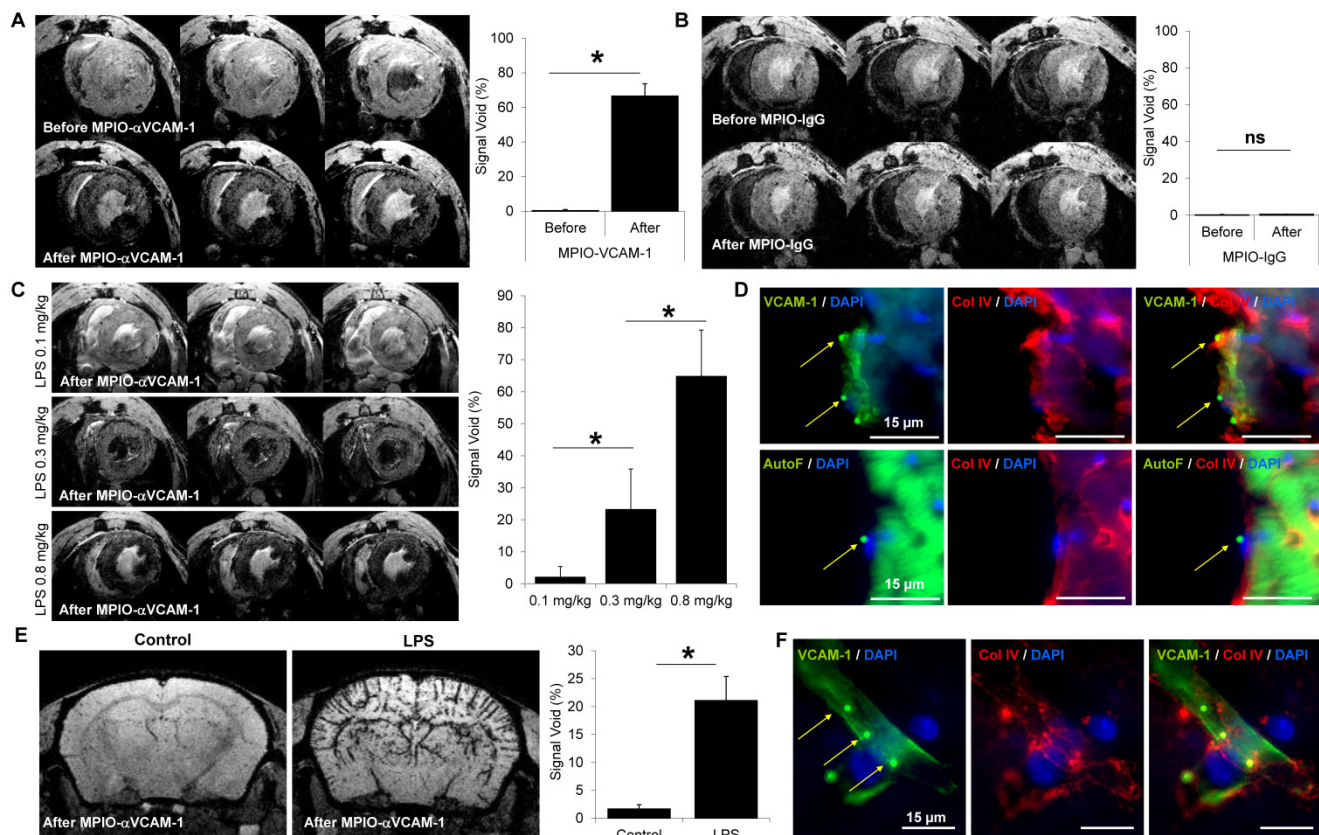 A
Before MPIO-αVCAM-1
After MPIO-αVCAM-1
Signal Void (%)
100
80
60
40
20
0
*
Before
After
MPIO-VCAM-1
B
Before MPIO-IgG
After MPIO-IgG
Signal Void (%)
100
80
60
40
20
0
ns
Before
After
MPIO-IgG
C
LPS 0.1 mg/kg
After MPIO-αVCAM-1
LPS 0.3 mg/kg
After MPIO-αVCAM-1
LPS 0.8 mg/kg
After MPIO-αVCAM-1
Signal Void (%)
90
80
70
60
50
40
30
20
10
0
*
*
0.1 mg/kg
0.3 mg/kg
0.8 mg/kg
D
VCAM-1 / DAPI
Col IV / DAPI
VCAM-1 / Col IV / DAPI
15 µm
AutoF / DAPI
Col IV / DAPI
AutoF / Col IV / DAPI
15 µm
E
Control
LPS
After MPIO-αVCAM-1
After MPIO-αVCAM-1
Signal Void (%)
30
25
20
15
10
5
0
*
Control
LPS
F
VCAM-1 / DAPI
Col IV / DAPI
VCAM-1 / Col IV / DAPI
15 µm